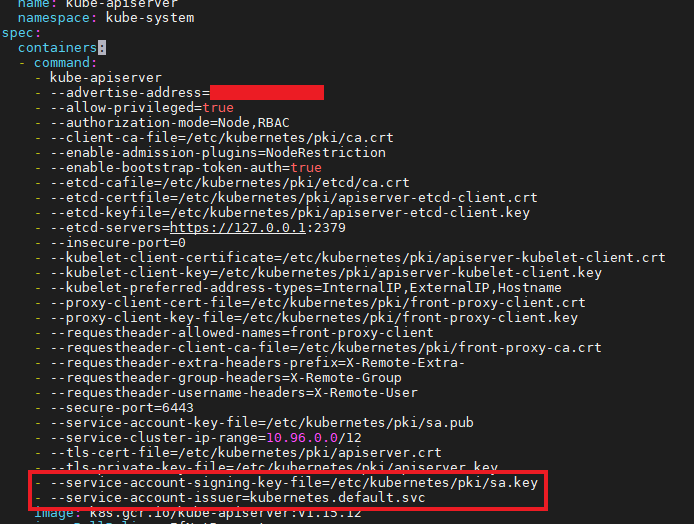 name: kube-apiserver
namespace: kube-system
spec:
containers:
- command:
- kube-apiserver
- --advertise-address=
- --allow-privileged=true
- --authorization-mode=Node,RBAC
- --client-ca-file=/etc/kubernetes/pki/ca.crt
- --enable-admission-plugins=NodeRestriction
- --enable-bootstrap-token-auth=true
- --etcd-cafile=/etc/kubernetes/pki/etcd/ca.crt
- --etcd-certfile=/etc/kubernetes/pki/apiserver-etcd-client.crt
- --etcd-keyfile=/etc/kubernetes/pki/apiserver-etcd-client.key
- --etcd-servers=https://127.0.0.1:2379
- --insecure-port=0
- --kubelet-client-certificate=/etc/kubernetes/pki/apiserver-kubelet-client.crt
- --kubelet-client-key=/etc/kubernetes/pki/apiserver-kubelet-client.key
- --kubelet-preferred-address-types=InternalIP,ExternalIP,Hostname
- --proxy-client-cert-file=/etc/kubernetes/pki/front-proxy-client.crt
- --proxy-client-key-file=/etc/kubernetes/pki/front-proxy-client.key
- --requestheader-allowed-names=front-proxy-client
- --requestheader-client-ca-file=/etc/kubernetes/pki/front-proxy-ca.crt
- --requestheader-extra-headers-prefix=X-Remote-Extra-
- --requestheader-group-headers=X-Remote-Group
- --requestheader-username-headers=X-Remote-User
- --secure-port=6443
- --service-account-key-file=/etc/kubernetes/pki/sa.pub
- --service-cluster-ip-range=10.96.0.0/12
- --tls-cert-file=/etc/kubernetes/pki/apiserver.crt
- --tls-private-key-file=/etc/kubernetes/pki/apiserver.key
- --service-account-signing-key-file=/etc/kubernetes/pki/sa.key
- --service-account-issuer=kubernetes.default.svc
image: k8s.gcr.io/kube-apiserver:v1.15.12